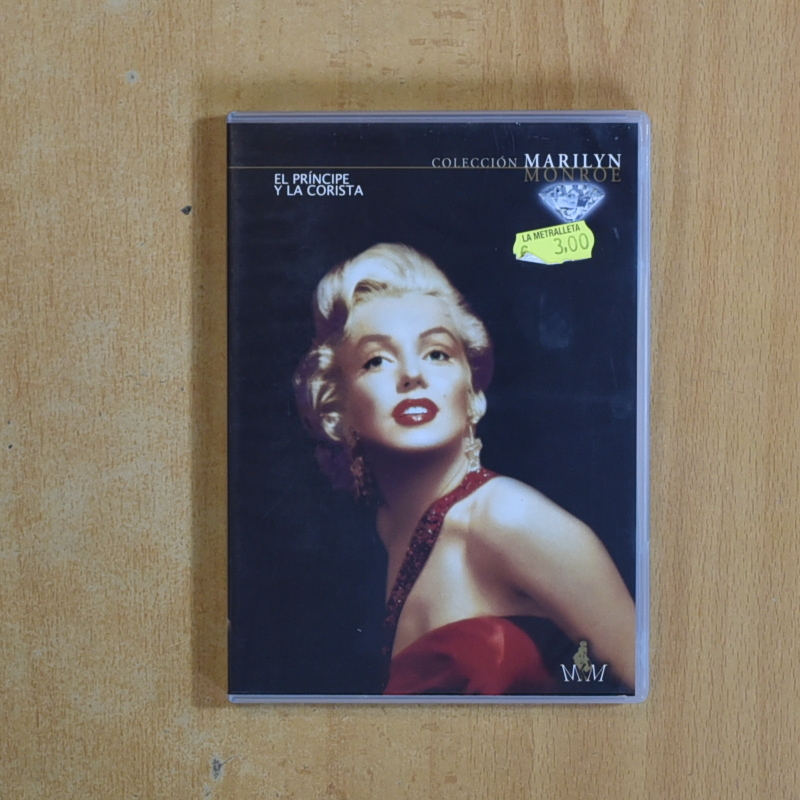 COLECCIÓN MARILYN
MONROE
EL PRÍNCIPE
Y LA CORISTA
LA METRALLETA
€ 3,00
MM